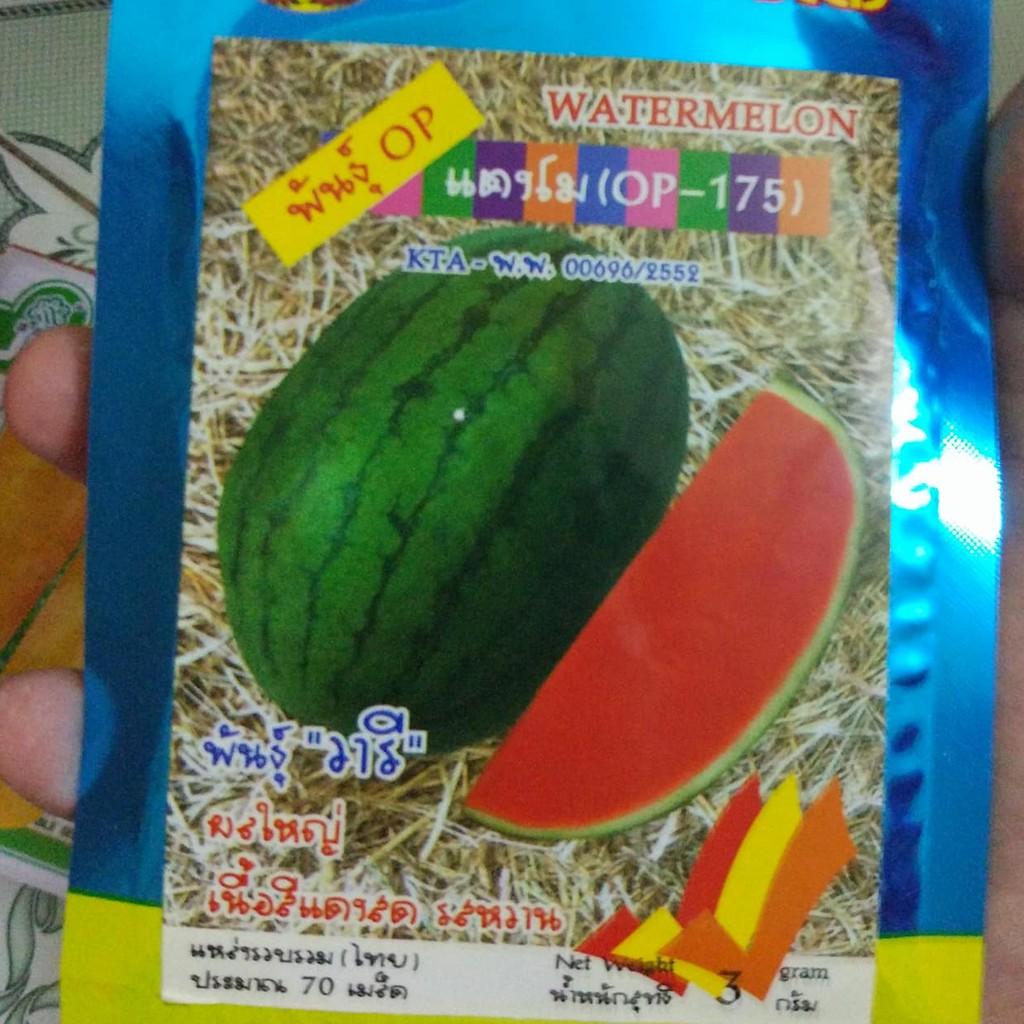 WATERMELON
พันธุ์ OP
แตงโม (OP-175)
KTA - พ.พ. 00696/2552
พันธุ์ "วารี"
ผลใหญ่
เนื้อสีแดงสด รสหวาน
แหล่งรวบรวม (ไทย)
ประมาณ 70 เมล็ด
Net Weight 3 gram
น้ำหนักสุทธิ กรัม